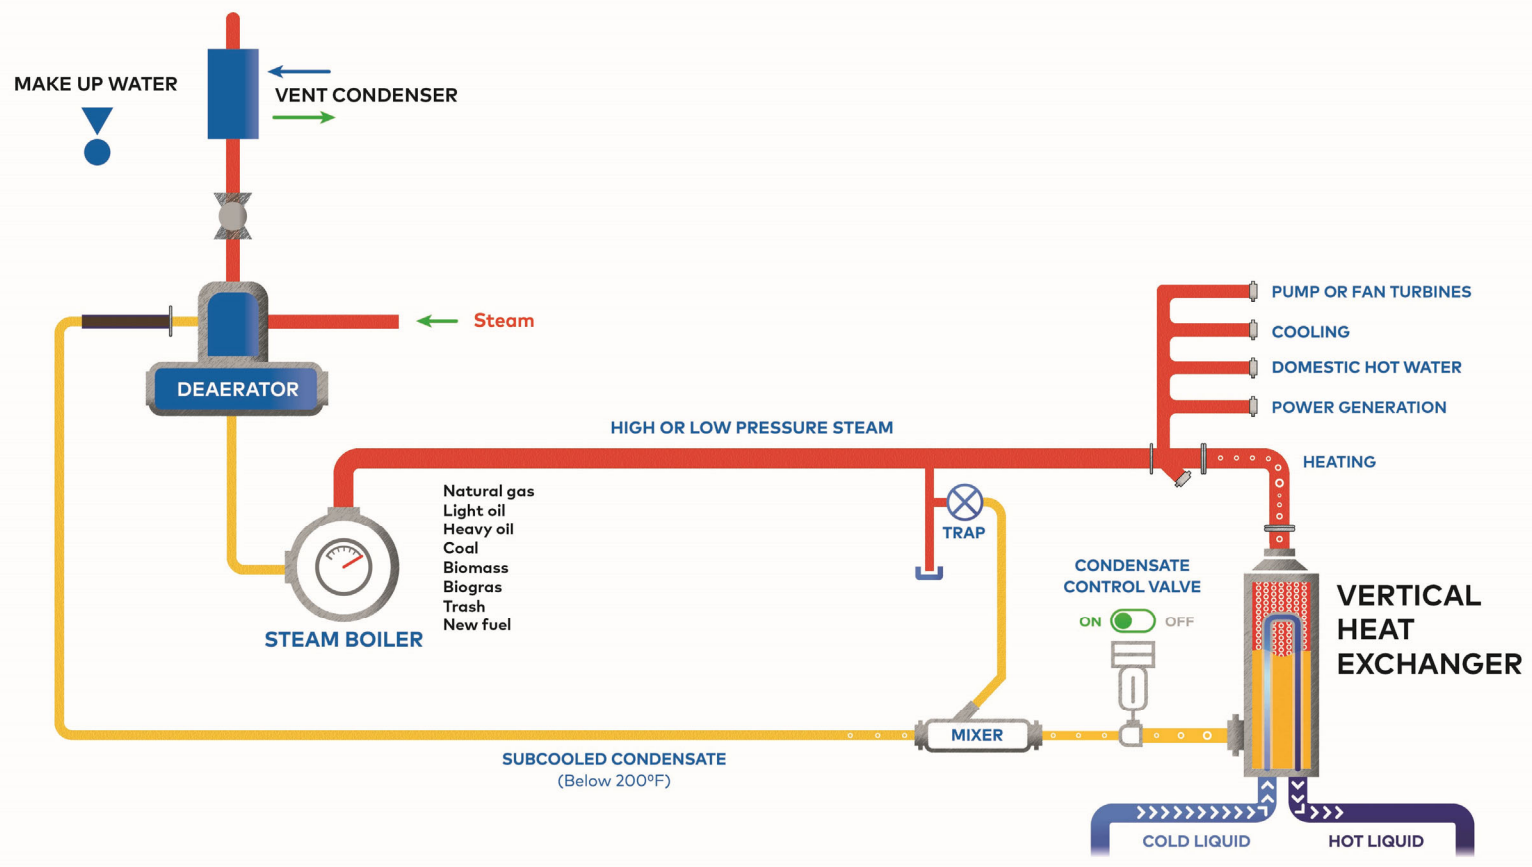 MAKE UP WATER
VENT CONDENSER
Steam
DEAERATOR
PUMP OR FAN TURBINES
COOLING
DOMESTIC HOT WATER
POWER GENERATION
HIGH OR LOW PRESSURE STEAM
HEATING
Natural gas
Light oil
Heavy oil
Coal
Biomass
Biogras
Trash
New fuel
STEAM BOILER
TRAP
CONDENSATE
CONTROL VALVE
ON
OFF
VERTICAL
HEAT
EXCHANGER
MIXER
SUBCOOLED CONDENSATE
(Below 200ºF)
COLD LIQUID
HOT LIQUID